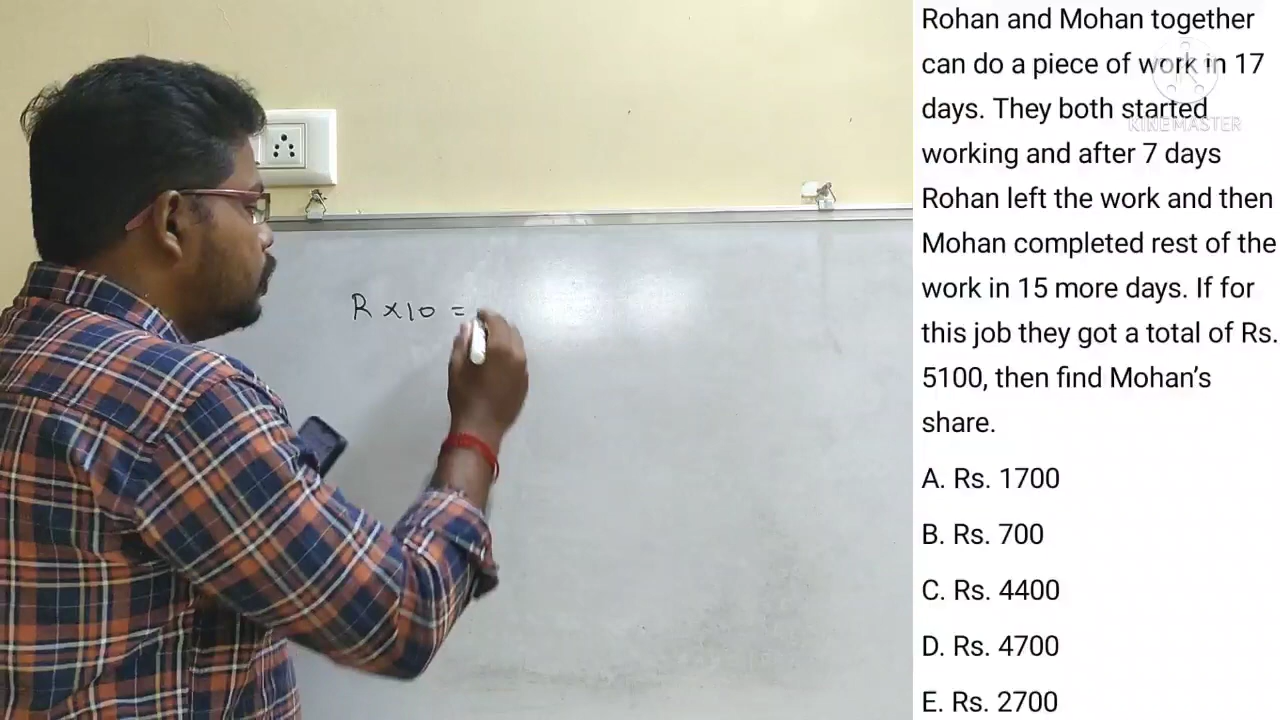 R × 10 =
Rohan and Mohan together
can do a piece of work in 17
days. They both started
KINEMASTER
working and after 7 days
Rohan left the work and then
Mohan completed rest of the
work in 15 more days. If for
this job they got a total of Rs.
5100, then find Mohan’s
share.
A. Rs. 1700
B. Rs. 700
C. Rs. 4400
D. Rs. 4700
E. Rs. 2700